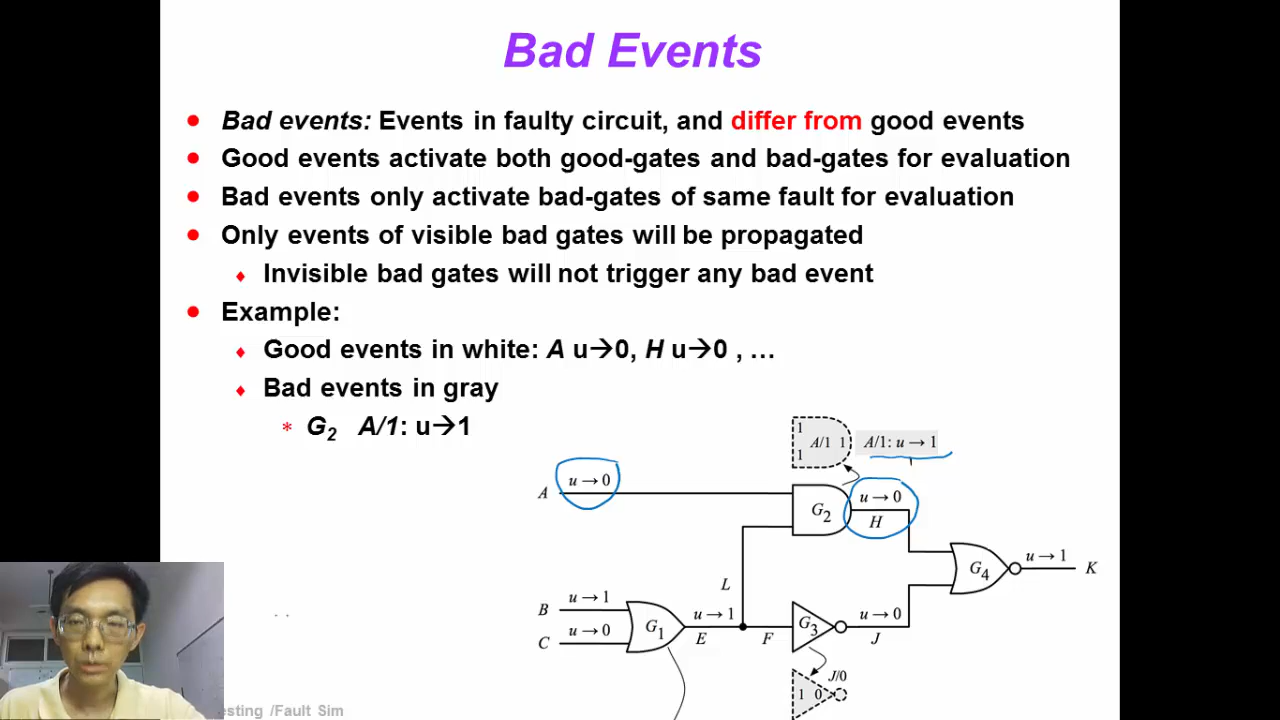 Bad Events
Bad events: Events in faulty circuit, and differ from good events
Good events activate both good-gates and bad-gates for evaluation
Bad events only activate bad-gates of same fault for evaluation
Only events of visible bad gates will be propagated
Invisible bad gates will not trigger any bad event
Example:
Good events in white: A u→0, H u→0 , …
Bad events in gray
* G2 A/1: u→1
1
1
A/1 1
A/1: u → 1
A
u → 0
G2
u → 0
H
G4
u → 1
K
L
B
u → 1
C
u → 0
G1
u → 1
E
F
G3
u → 0
J
J/0
1 0
esting /Fault Sim